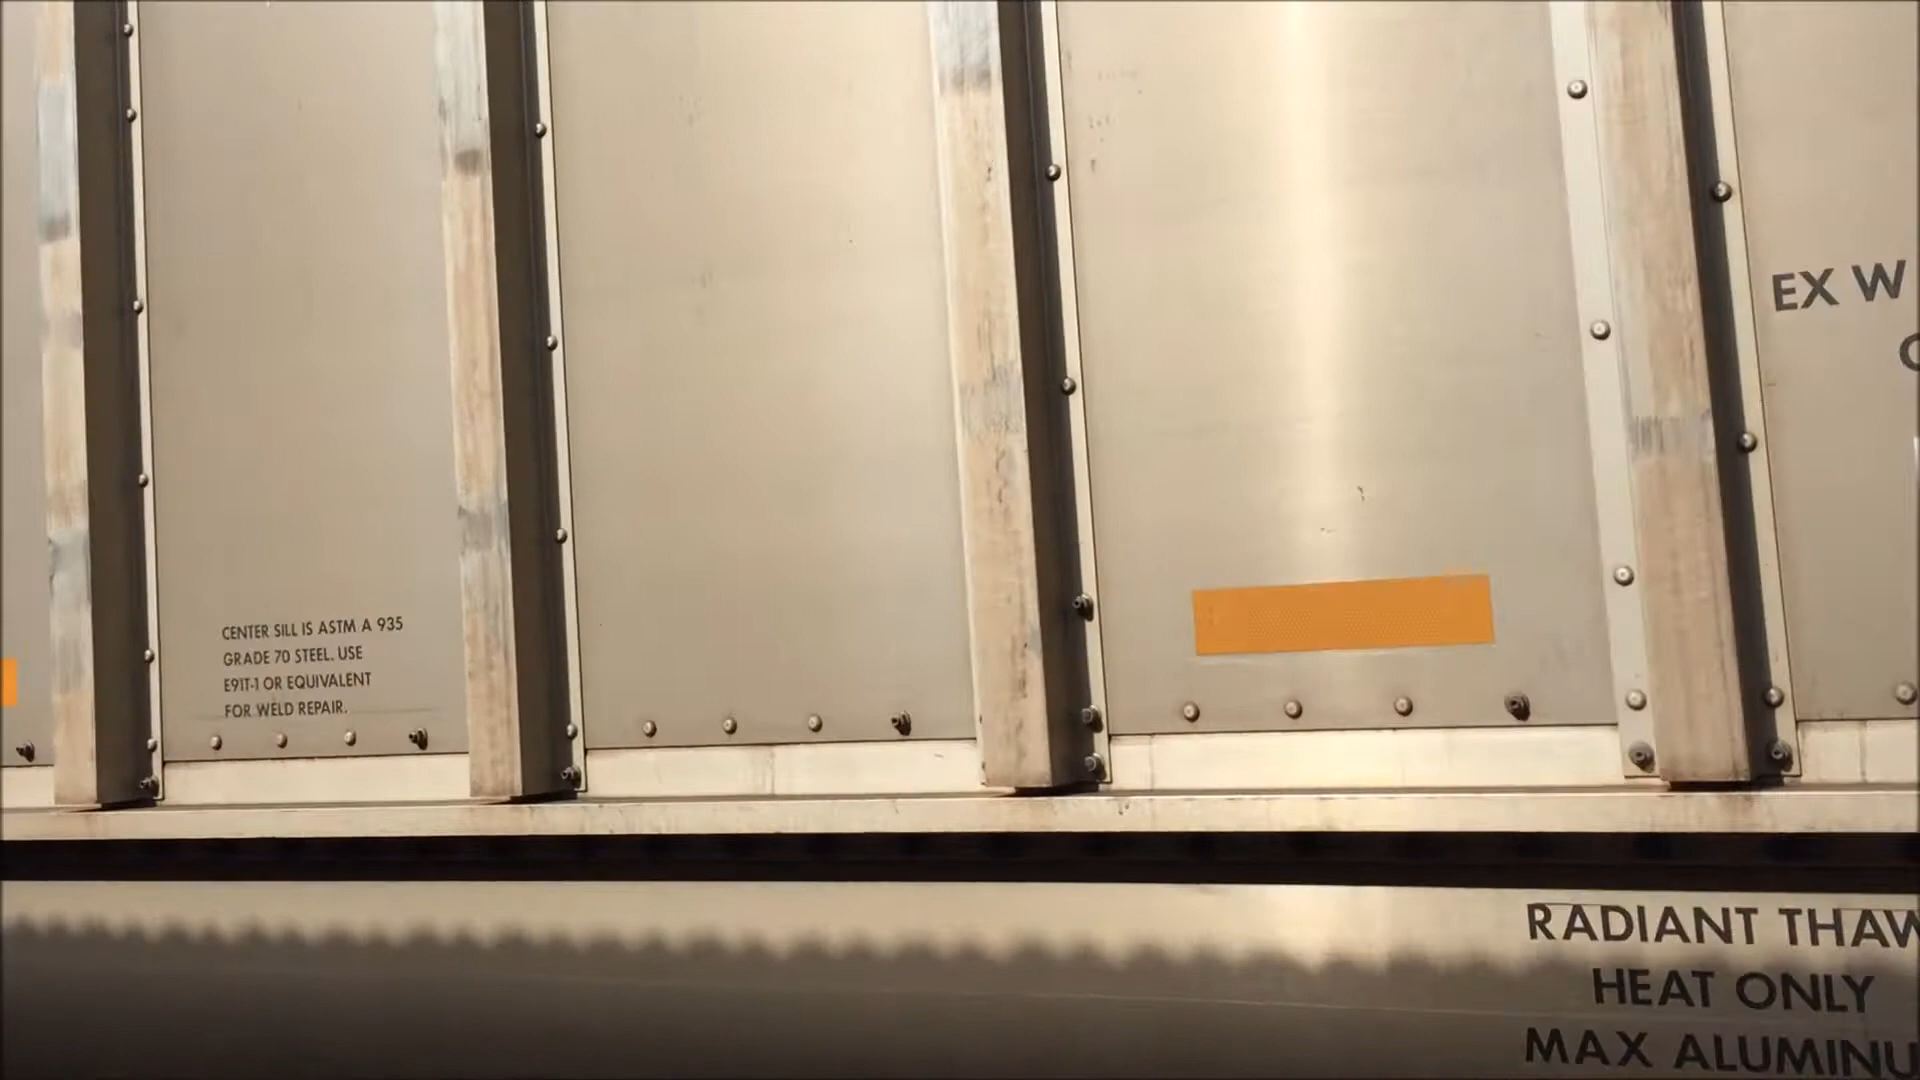 EX W
CENTER SILL IS ASTM A 935
GRADE 70 STEEL. USE
E91T-1 OR EQUIVALENT
FOR WELD REPAIR.
RADIANT THAW
HEAT ONLY
MAX ALUMINU